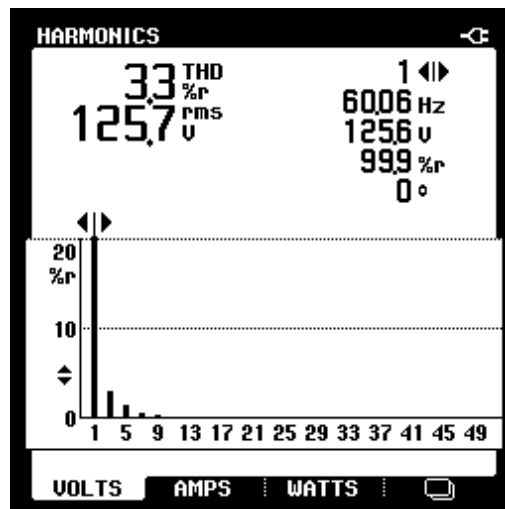 HARMONICS
3.3 THD %r
125.7 rms V
1
60.06 Hz
125.6 V
99.9 %r
0 °
20
%r
10
0
1 5 9 13 17 21 25 29 33 37 41 45 49
VOLTS AMPS WATTS